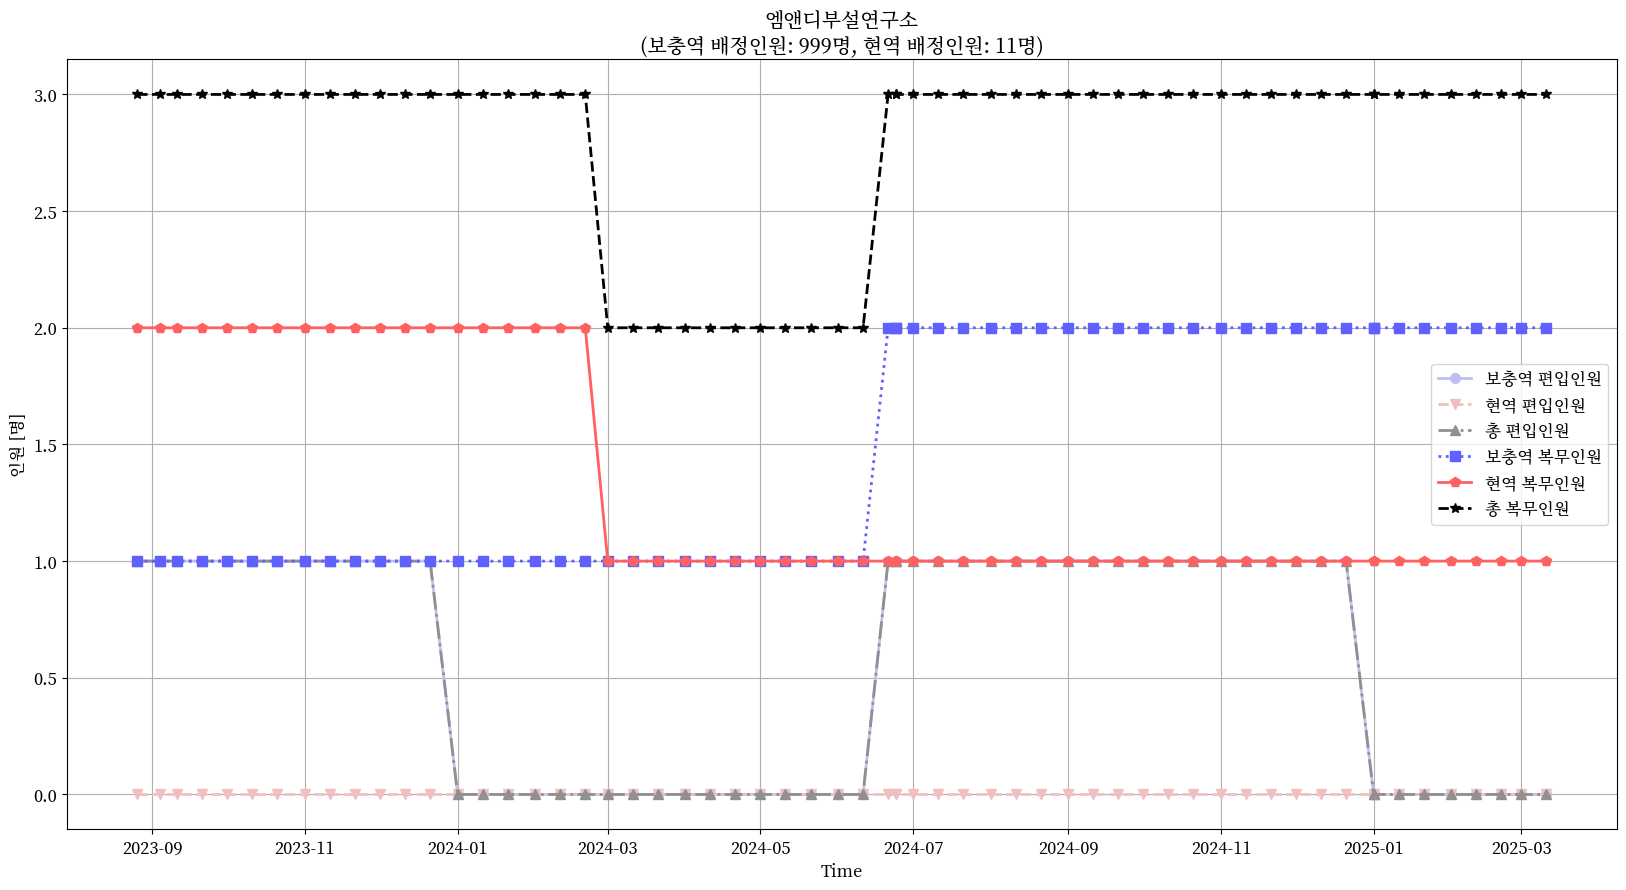 엠앤디부설연구소
(보충역 배정인원: 999명, 현역 배정인원: 11명)
3.0
2.5
2.0
1.5
1.0
0.5
0.0
인원 [명]
보충역 편입인원
현역 편입인원
총 편입인원
보충역 복무인원
현역 복무인원
총 복무인원
2023-09
2023-11
2024-01
2024-03
2024-05
2024-07
2024-09
2024-11
2025-01
2025-03
Time